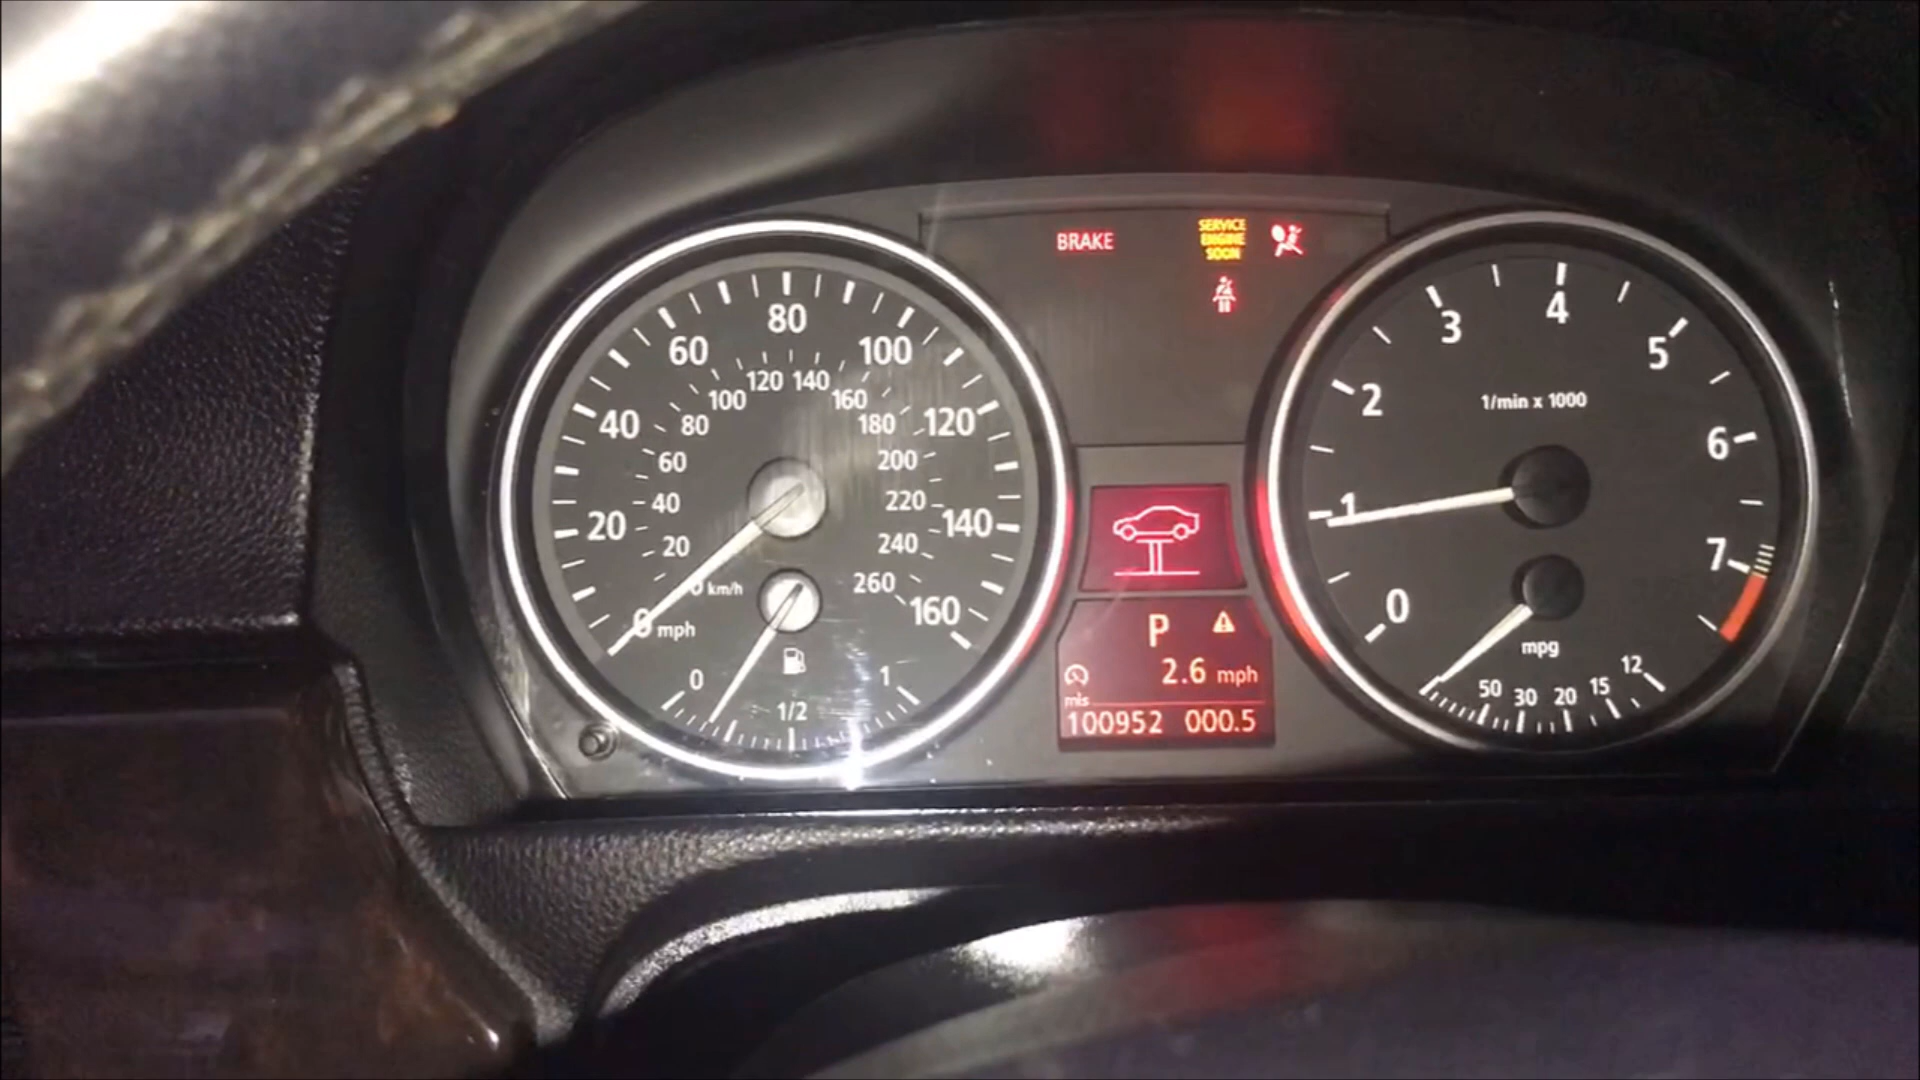 BRAKE
SERVICE
ENGINE
SOON
0 20 40 60 80 100 120 140 160
mph
20 40 60 80 100 120 140 160 180 200 220 240 260
km/h
0 1/2 1
0 1 2 3 4 5 6 7
1/min x 1000
mpg
50 30 20 15 12
P
2.6 mph
mls
100952 000.5